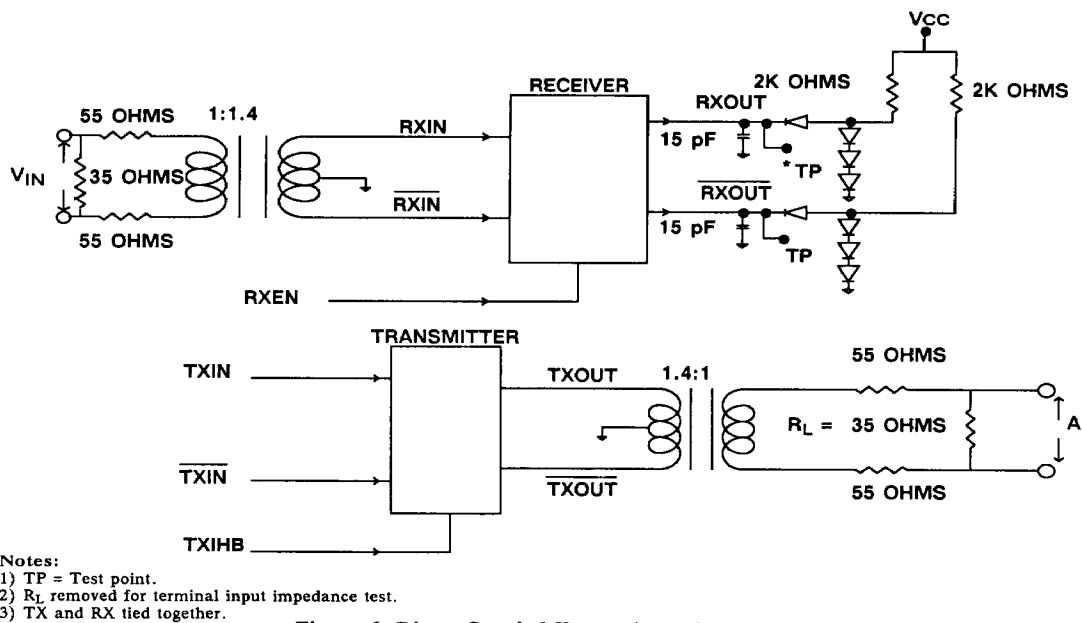 VCC
RECEIVER
2K OHMS
2K OHMS
55 OHMS
1:1.4
RXIN
RXOUT
15 pF
* TP
VIN
35 OHMS
RXIN
RXOUT
55 OHMS
15 pF
TP
RXEN
TRANSMITTER
55 OHMS
TXIN
TXOUT
1.4:1
RL = 35 OHMS
A
TXIN
TXOUT
55 OHMS
TXIHB
Notes:
1) TP = Test point.
2) RL removed for terminal input impedance test.
3) TX and RX tied together.